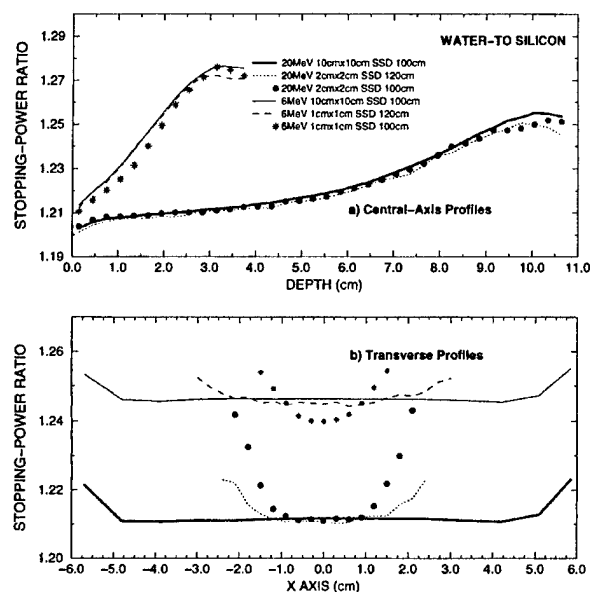 1.29
1.27
1.25
1.23
1.21
1.19
STOPPING-POWER RATIO
WATER-TO SILICON
20MeV 10cmx10cm SSD 100cm
20MeV 2cmx2cm SSD 120cm
20MeV 2cmx2cm SSD 100cm
6MeV 10cmx10cm SSD 100cm
6MeV 1cmx1cm SSD 120cm
6MeV 1cmx1cm SSD 100cm
a) Central-Axis Profiles
0.0 1.0 2.0 3.0 4.0 5.0 6.0 7.0 8.0 9.0 10.0 11.0
DEPTH (cm)
b) Transverse Profiles
1.26
1.24
1.22
1.20
STOPPING-POWER RATIO
-6.0 -5.0 -4.0 -3.0 -2.0 -1.0 0.0 1.0 2.0 3.0 4.0 5.0 6.0
X AXIS (cm)